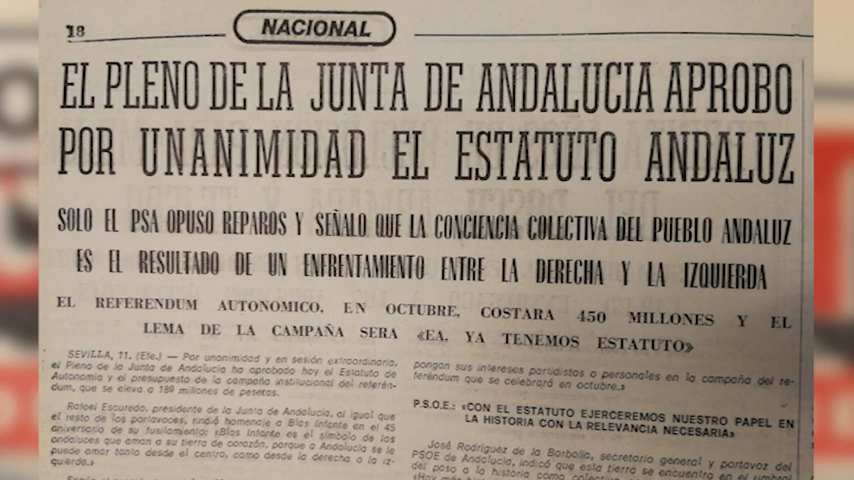 18
NACIONAL
EL PLENO DE LA JUNTA DE ANDALUCIA APROBO
POR UNANIMIDAD EL ESTATUTO ANDALUZ
SOLO EL PSA OPUSO REPAROS Y SEÑALO QUE LA CONCIENCIA COLECTIVA DEL PUEBLO ANDALUZ
ES EL RESULTADO DE UN ENFRENTAMIENTO ENTRE LA DERECHA Y LA IZQUIERDA
EL REFERENDUM AUTONOMICO, EN OCTUBRE, COSTARA 450 MILLONES Y EL
LEMA DE LA CAMPAÑA SERA «EA, YA TENEMOS ESTATUTO»
SEVILLA, 11. (Efe.) — Por unanimidad y en sesión extraordinaria,
el Pleno de la Junta de Andalucía ha aprobado hoy el Estatuto de
Autonomía y el presupuesto de la campaña institucional del referén-
dum, que se eleva a 189 millones de pesetas.
Rafael Escuredo, presidente de la Junta de Andalucía, al igual que
el resto de los portavoces, rindió homenaje a Blas Infante en el 45
aniversario de su fusilamiento: «Blas Infante es el símbolo de los
andaluces que aman a su tierra de corazón, porque a Andalucía se le
puede amar tanto desde el centro, como desde la derecha o la iz-
quierda.»
pongan sus intereses partidistas o personales en la campaña del re-
feréndum que se celebrará en octubre.»
P.S.O.E.: «CON EL ESTATUTO EJERCEREMOS NUESTRO PAPEL EN
LA HISTORIA CON LA RELEVANCIA NECESARIA»
José Rodríguez de la Borbolla, secretario general y portavoz del
PSOE de Andalucía, indicó que esta tierra se encuentra en el umbral
del paso a la historia como